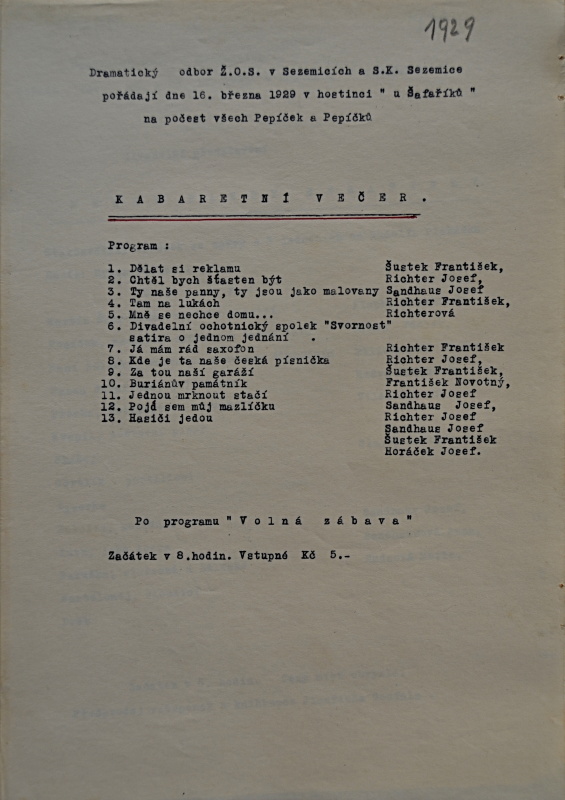 1929
Dramatický odbor Ž.O.S. v Sezemicích a S.K. Sezemice
pořádají dne 16. března 1929 v hostinci " u Šafaříků "
na počest všech Pepíček a Pepíčků
K A B A R E T N Í V E Č E R .
Program :
1. Dělat si reklamu Šustek František,
2. Chtěl bych šťasten být Richter Josef,
3. Ty naše panny, ty jsou jako malovany Sandhaus Josef
4. Tam na lukách Richter František,
5. Mně se nechce domu... Richterová
6. Divadelní ochotnický spolek "Svornost"
satira o jednom jednání .
7. Já mám rád saxofon Richter František
8. Kde je ta naše česká písnička Richter Josef,
9. Za tou naší garáží Šustek František,
10. Buriánův památník František Novotný,
11. Jednou mrknout stačí Richter Josef
12. Pojď sem můj mazlíčku Sandhaus Josef,
13. Hasiči jedou Richter Josef
Sandhaus Josef
Šustek František
Horáček Josef.
Po programu " V o l n á z á b a v a "
Začátek v 8.hodin. Vstupné Kč 5.-